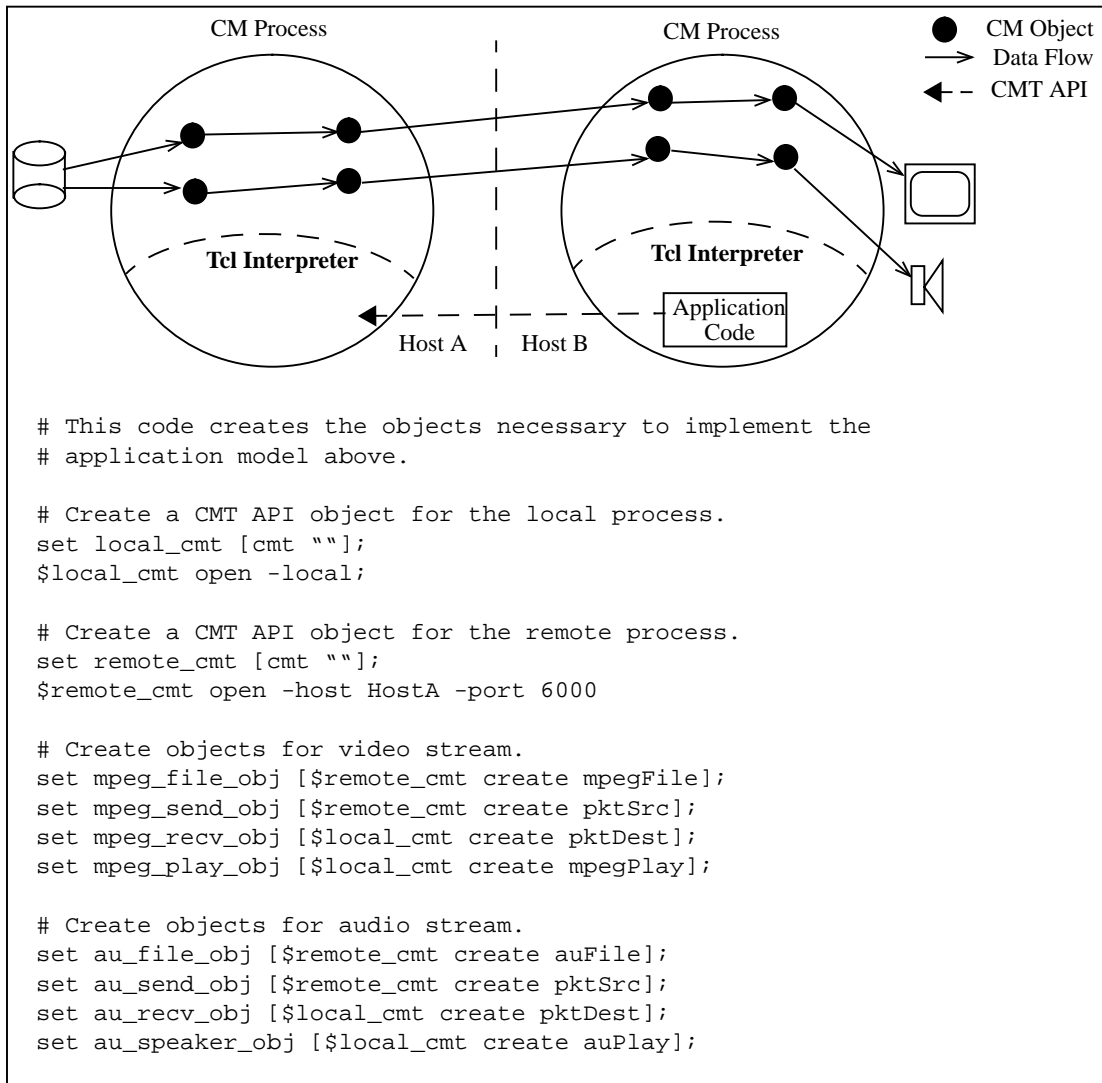 CM Process
CM Process
CM Object
Data Flow
CMT API
Tcl Interpreter
Tcl Interpreter
Application
Code
Host A
Host B
# This code creates the objects necessary to implement the
# application model above.
# Create a CMT API object for the local process.
set local_cmt [cmt ““];
$local_cmt open -local;
# Create a CMT API object for the remote process.
set remote_cmt [cmt ““];
$remote_cmt open -host HostA -port 6000
# Create objects for video stream.
set mpeg_file_obj [$remote_cmt create mpegFile];
set mpeg_send_obj [$remote_cmt create pktSrc];
set mpeg_recv_obj [$local_cmt create pktDest];
set mpeg_play_obj [$local_cmt create mpegPlay];
# Create objects for audio stream.
set au_file_obj [$remote_cmt create auFile];
set au_send_obj [$remote_cmt create pktSrc];
set au_recv_obj [$local_cmt create pktDest];
set au_speaker_obj [$local_cmt create auPlay];